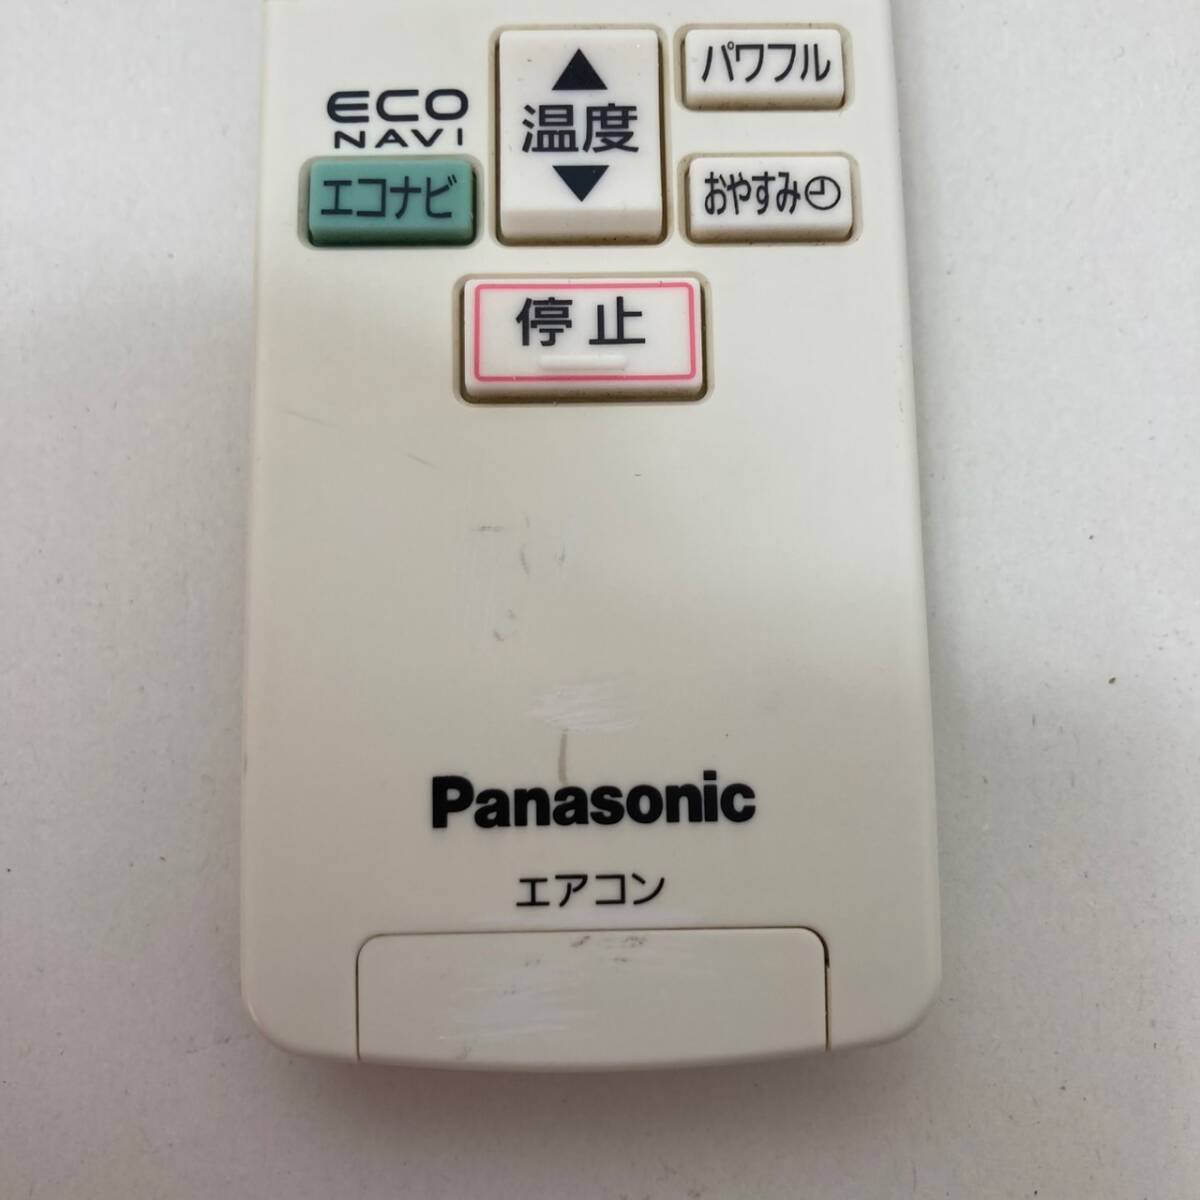 ECO
NAVI
エコナビ
▲
温度
▼
パワフル
おやすみ
停止
Panasonic
エアコン